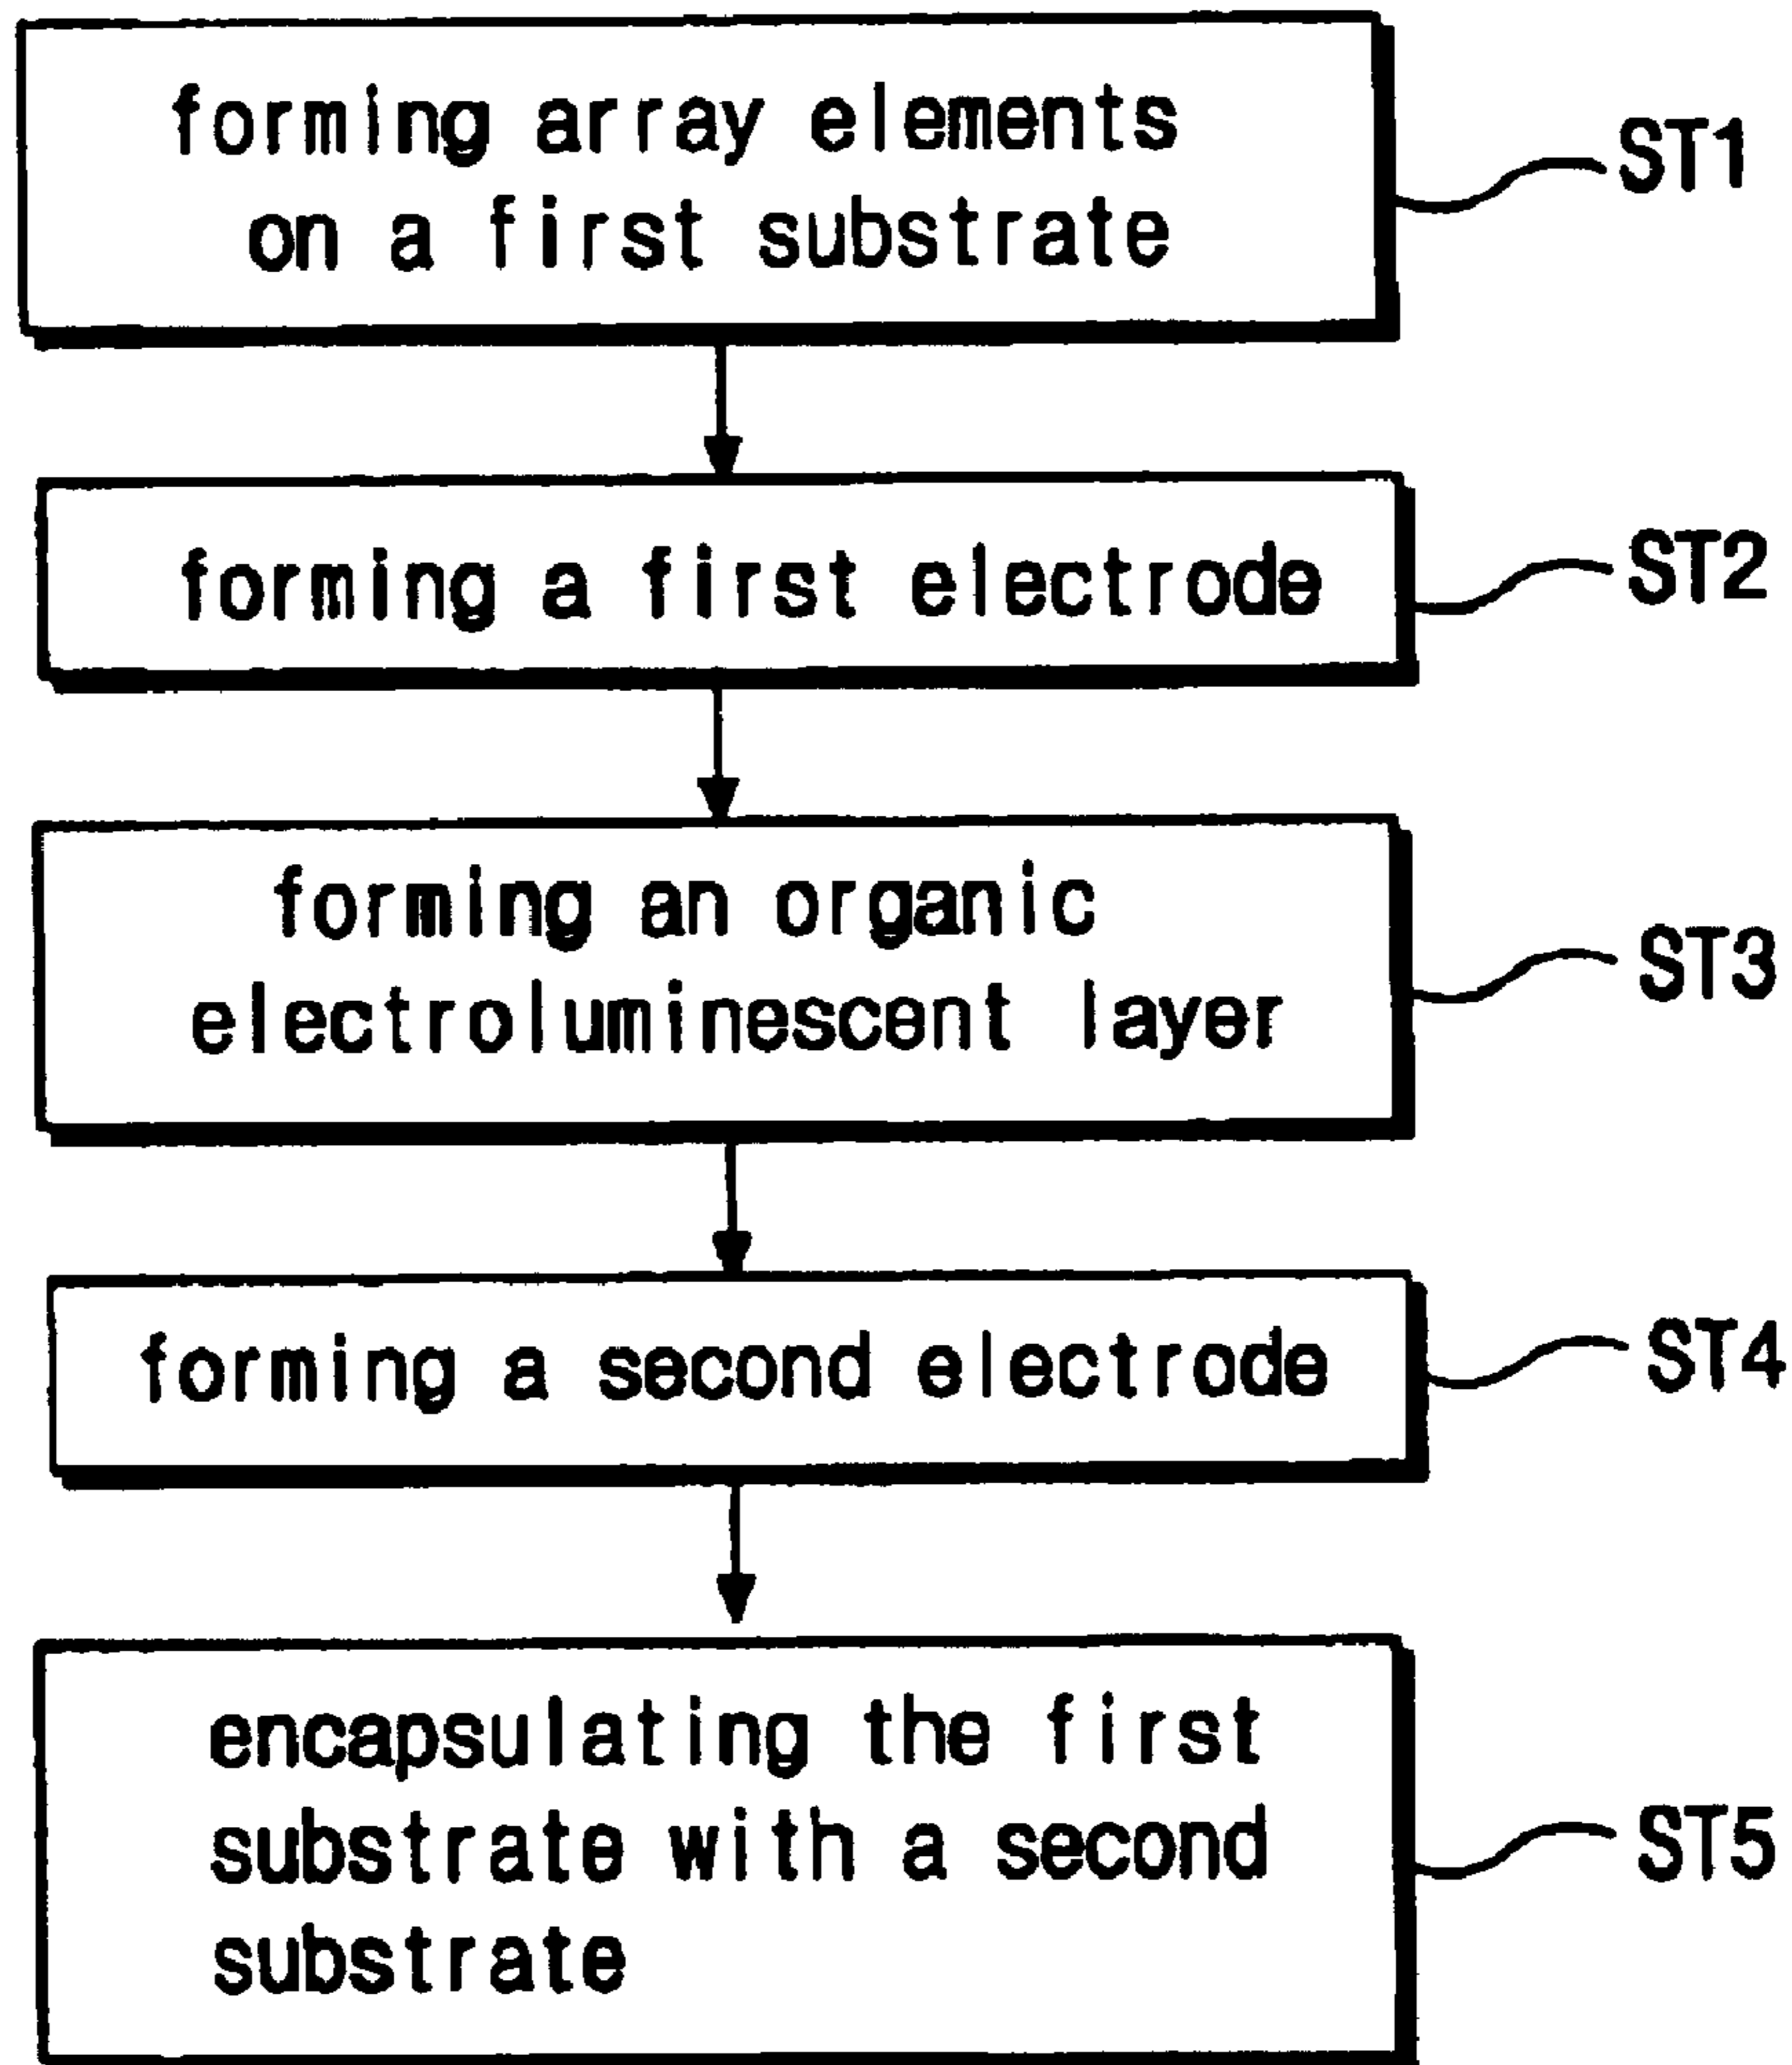 forming array elements
on a first substrate
ST1
forming a first electrode
ST2
forming an organic
electroluminescent layer
ST3
forming a second electrode
ST4
encapsulating the first
substrate with a second
substrate
ST5